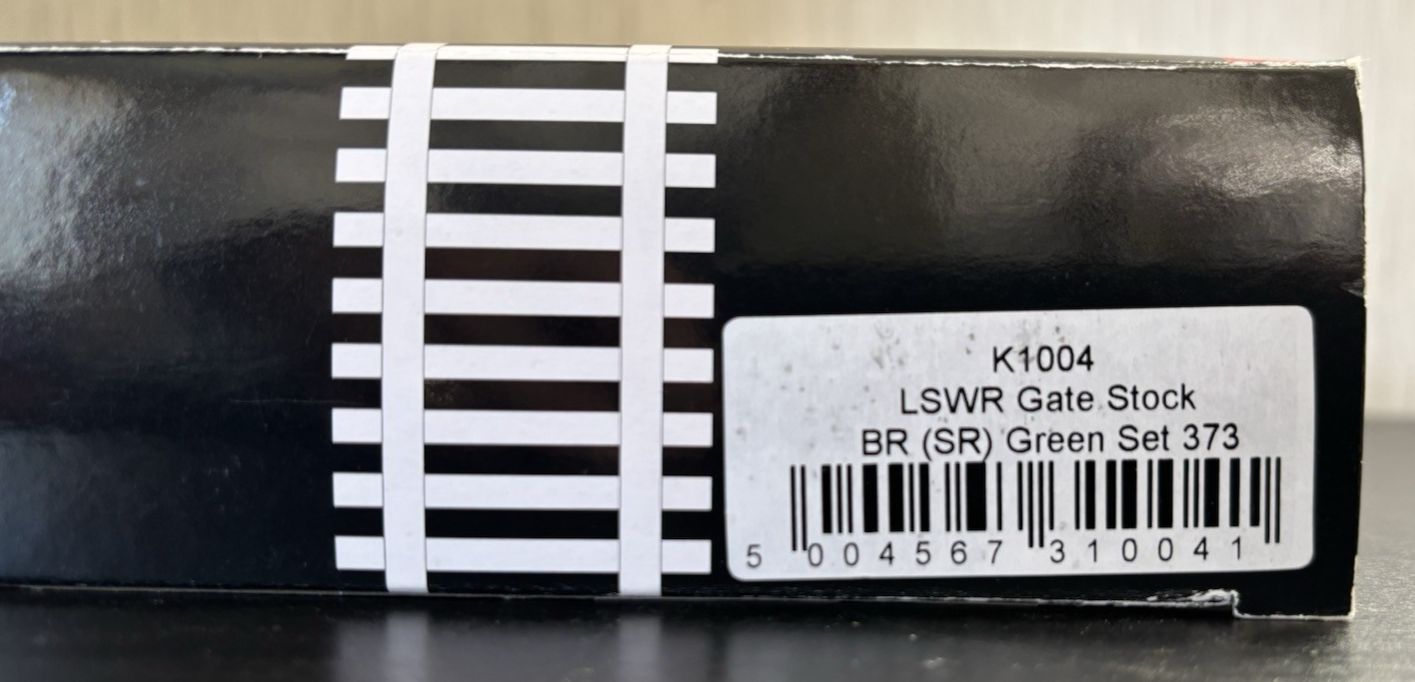 K1004
LSWR Gate Stock
BR (SR) Green Set 373
5 004567 310041